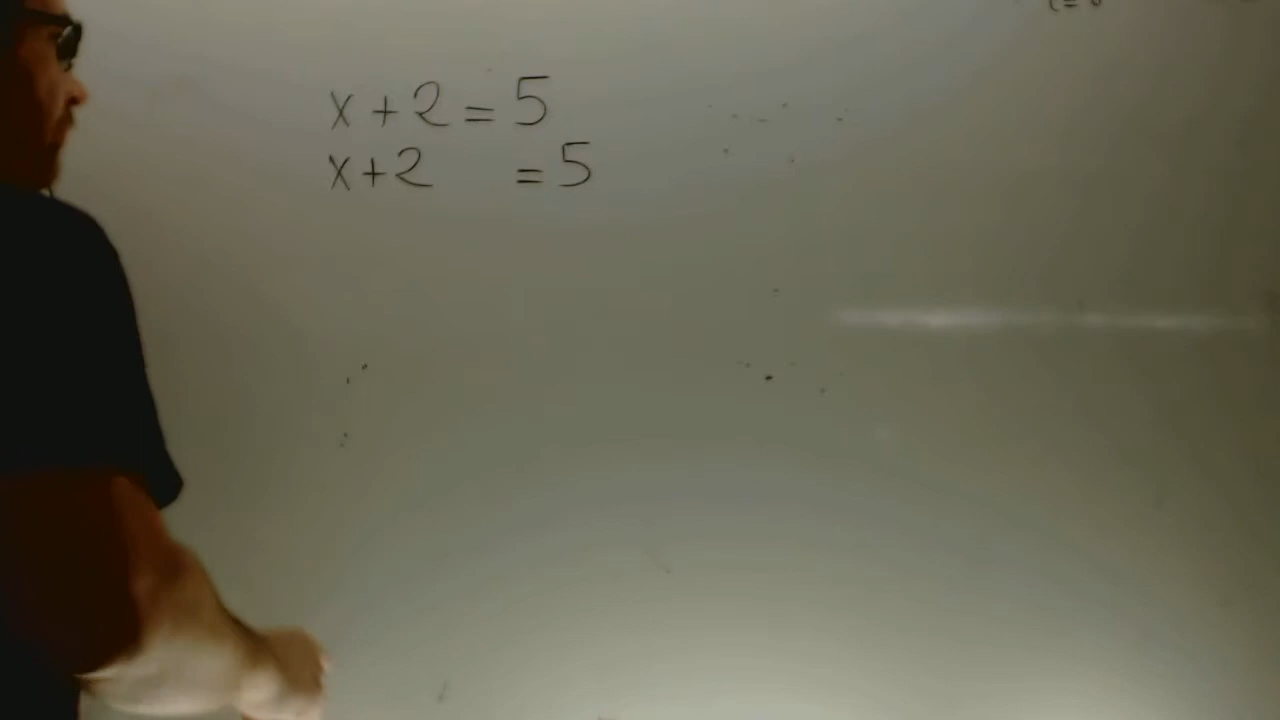 x + 2 = 5
x + 2 = 5